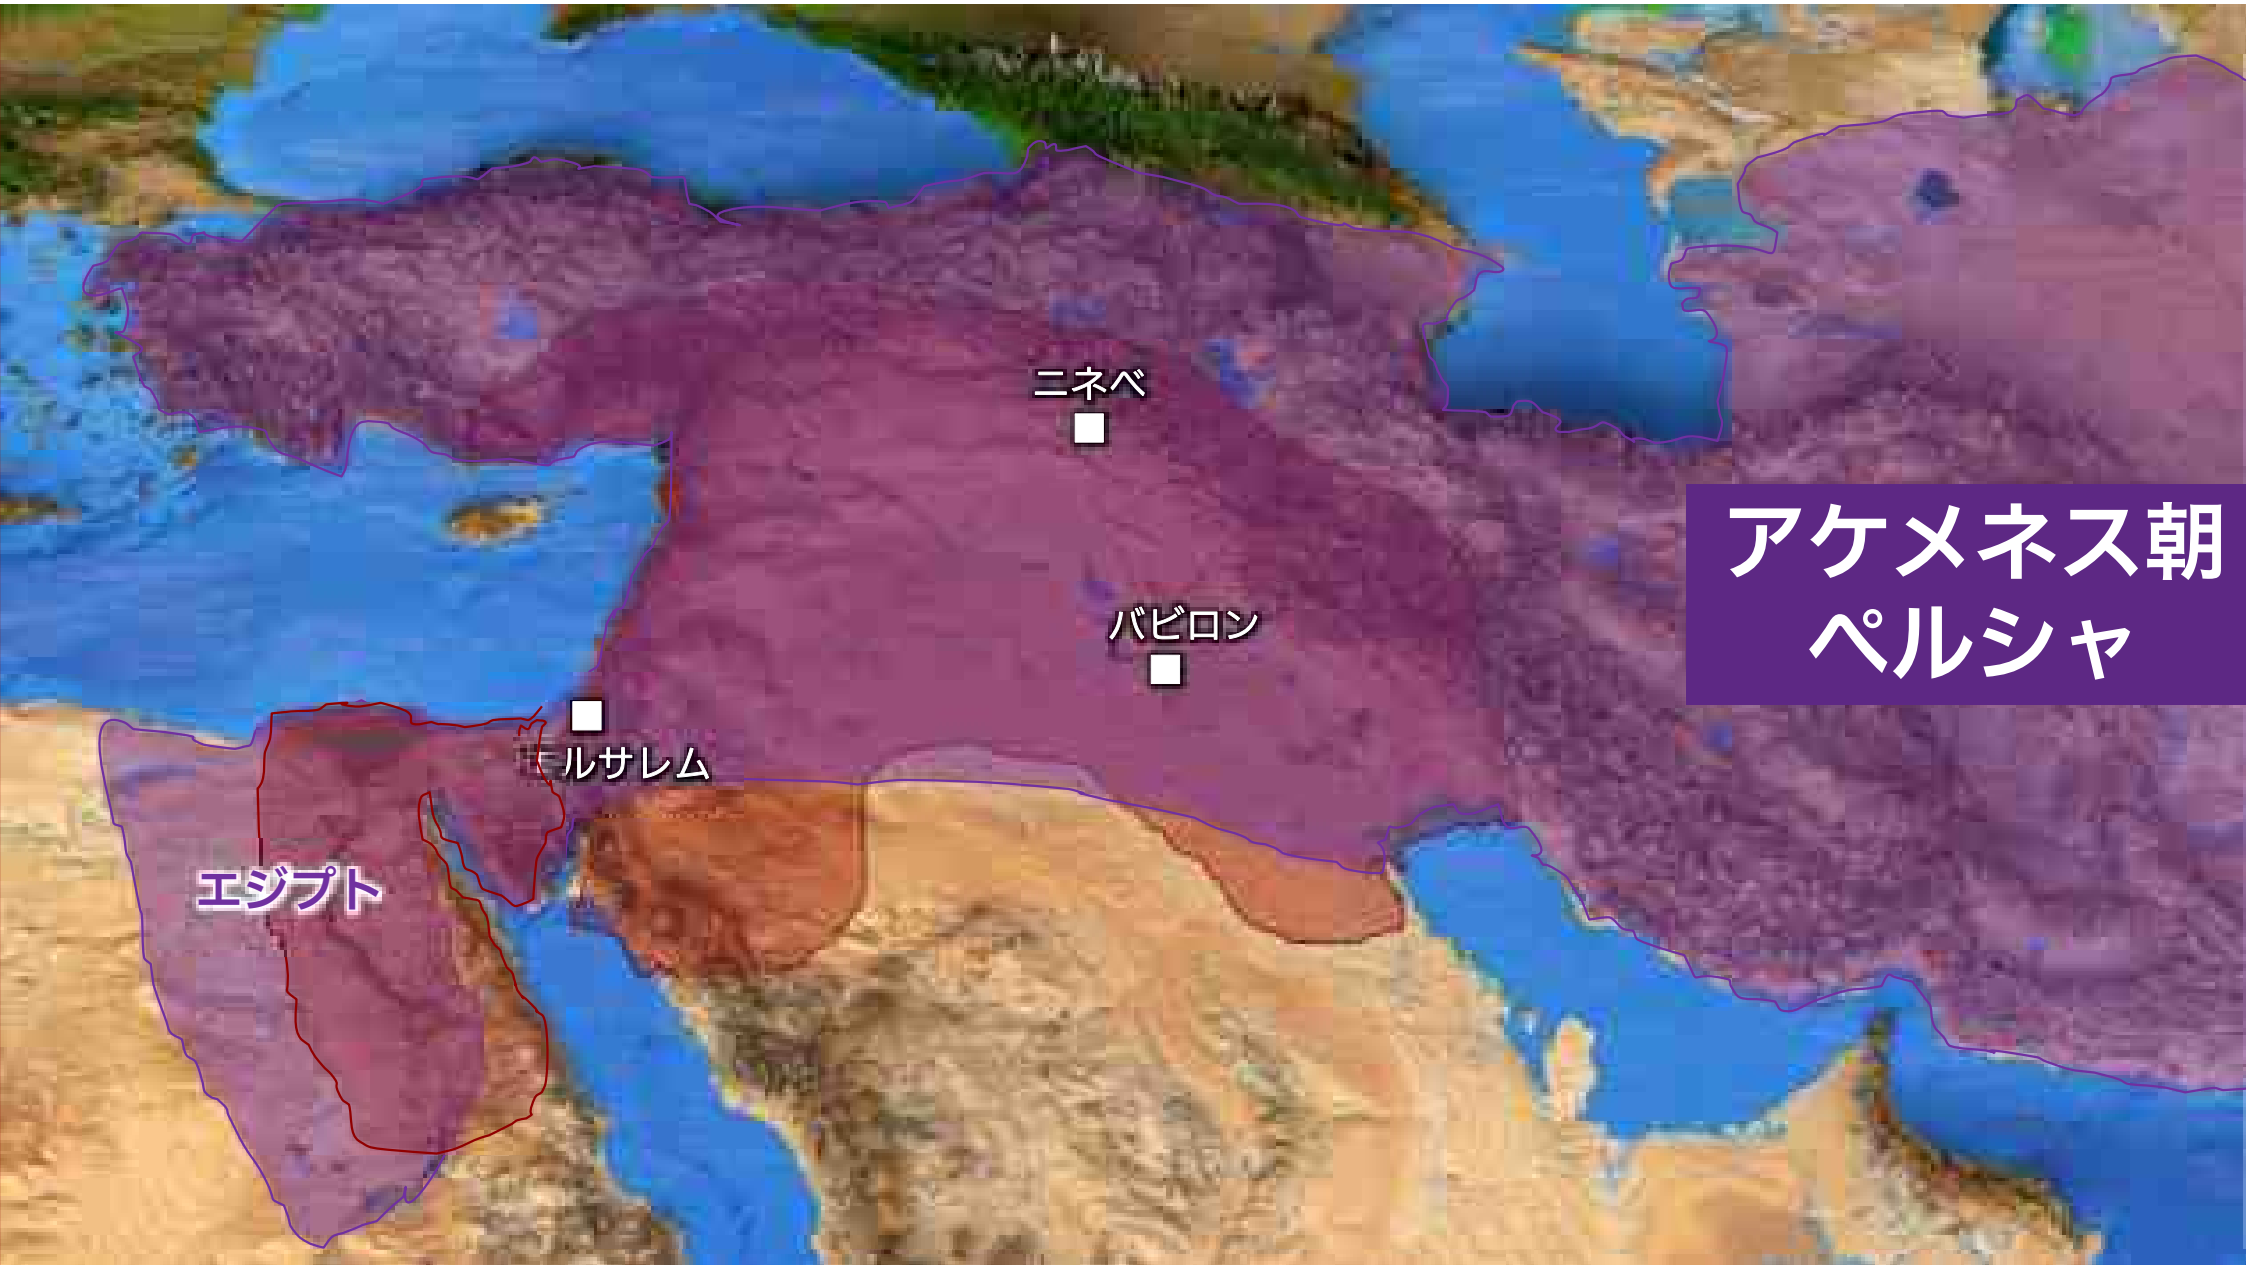 ニネベ
アケメネス朝
ペルシャ
バビロン
ルサレム
エジプト